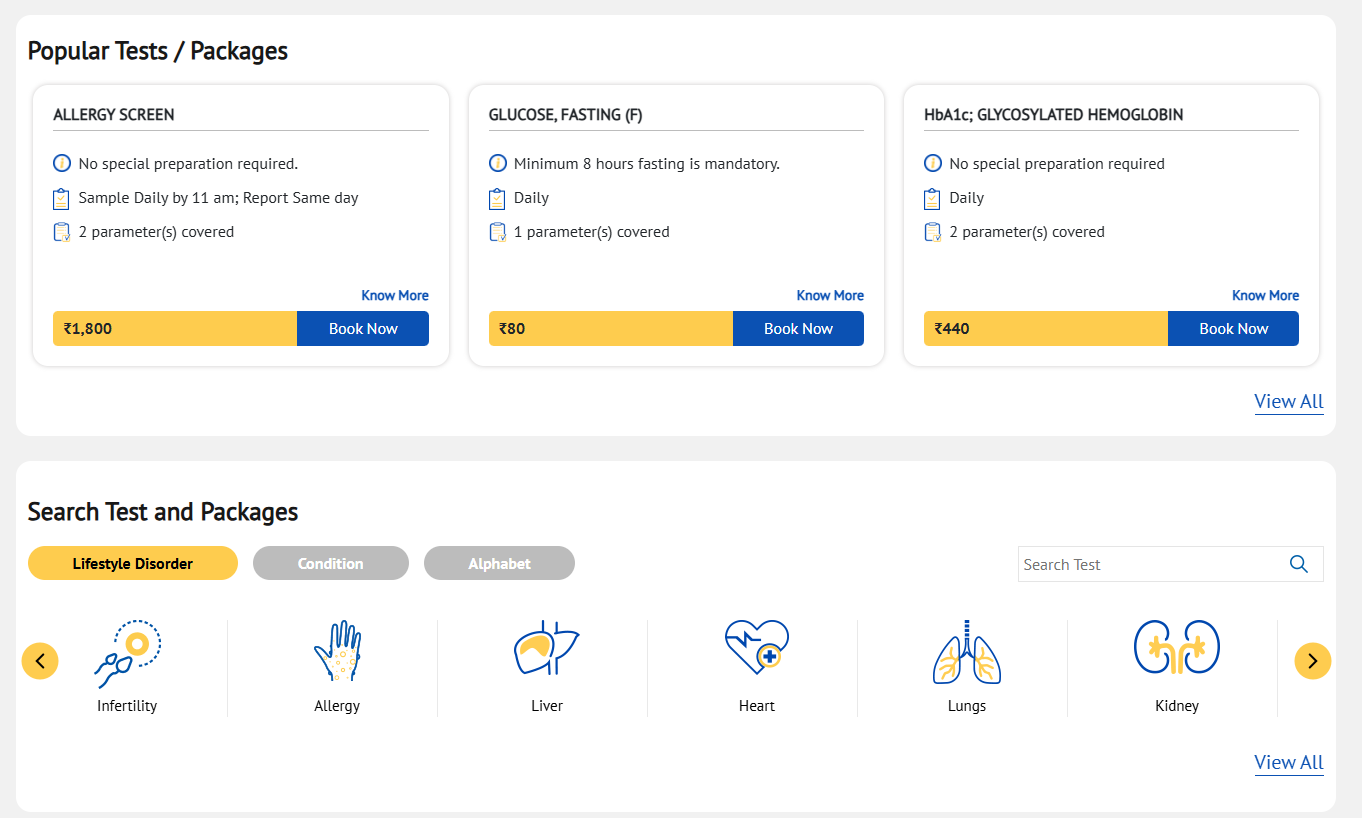 Popular Tests / Packages
ALLERGY SCREEN
No special preparation required.
Sample Daily by 11 am; Report Same day
2 parameter(s) covered
Know More
₹1,800
Book Now
GLUCOSE, FASTING (F)
Minimum 8 hours fasting is mandatory.
Daily
1 parameter(s) covered
Know More
₹80
Book Now
HbA1c; GLYCOSYLATED HEMOGLOBIN
No special preparation required
Daily
2 parameter(s) covered
Know More
₹440
Book Now
View All
Search Test and Packages
Lifestyle Disorder
Condition
Alphabet
Search Test
Infertility
Allergy
Liver
Heart
Lungs
Kidney
View All